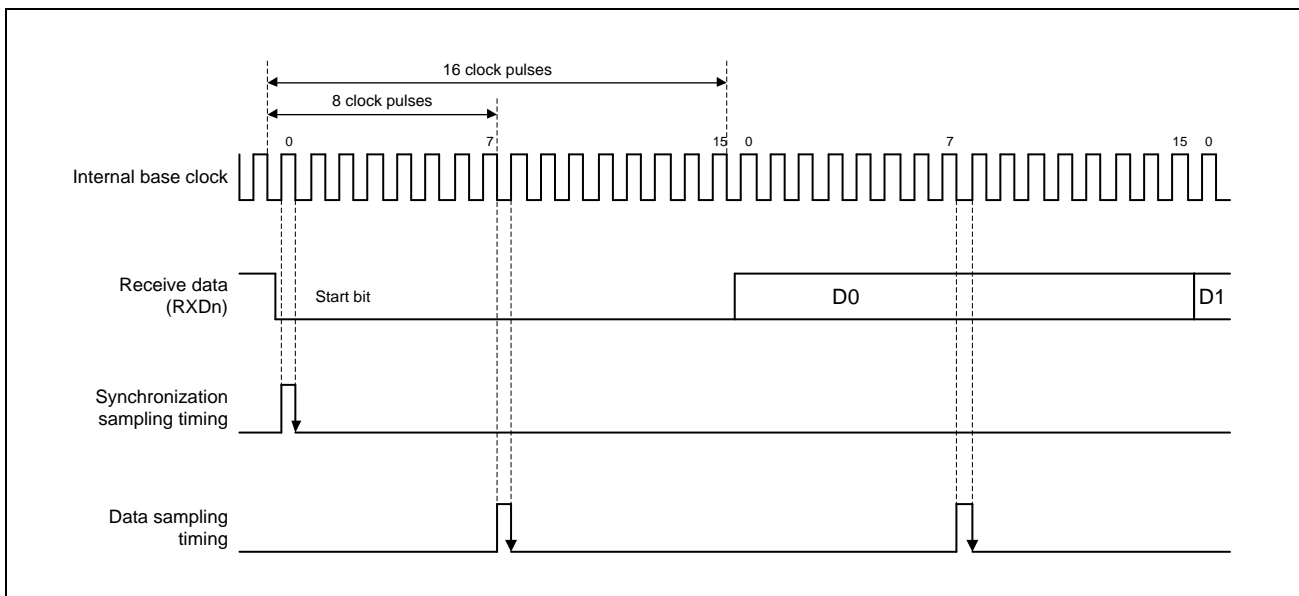 16 clock pulses
8 clock pulses
0 7 15 0 7 15 0
Internal base clock
Receive data
(RXDn)
Start bit
D0
D1
Synchronization
sampling timing
Data sampling
timing